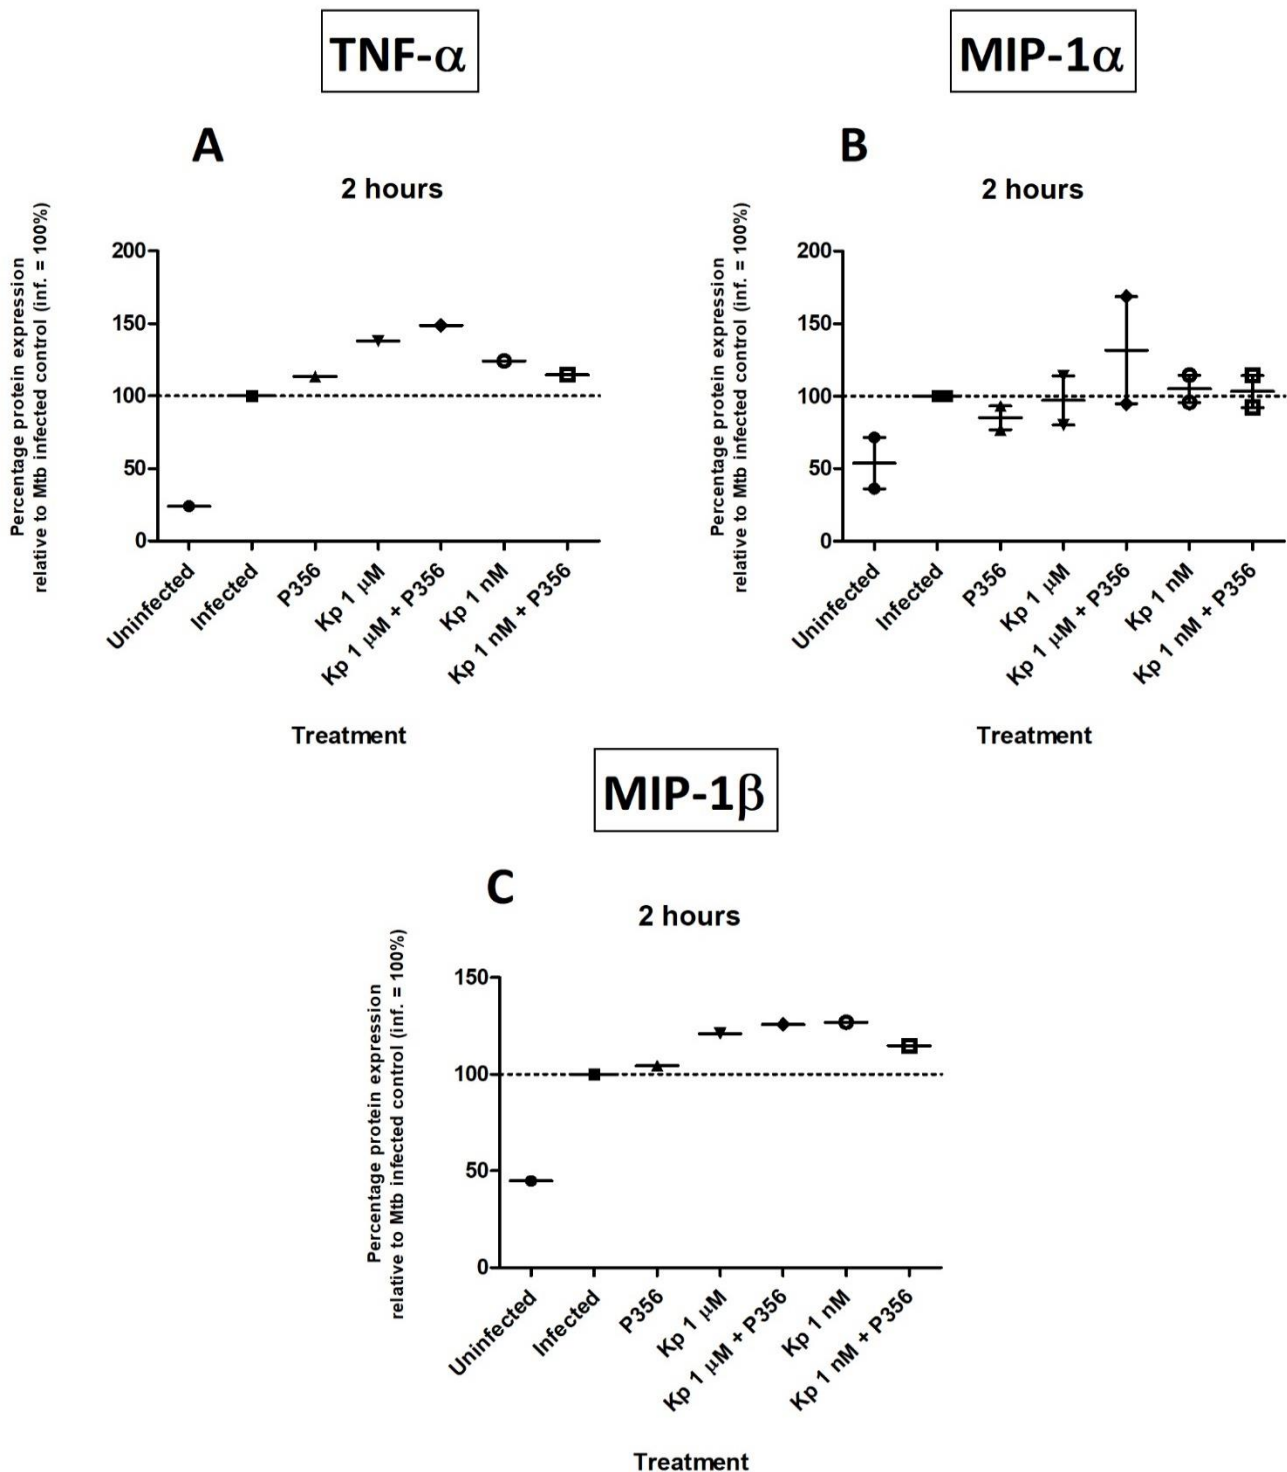 TNF-α
A
2 hours
Percentage protein expression
relative to Mtb infected control (inf. = 100%)
200
150
100
50
0
Uninfected
Infected
P356
Kp 1 μM
Kp 1 μM + P356
Kp 1 nM
Kp 1 nM + P356
Treatment
MIP-1α
B
2 hours
Percentage protein expression
relative to Mtb infected control (inf. = 100%)
200
150
100
50
0
Uninfected
Infected
P356
Kp 1 μM
Kp 1 μM + P356
Kp 1 nM
Kp 1 nM + P356
Treatment
MIP-1β
C
2 hours
Percentage protein expression
relative to Mtb infected control (inf. = 100%)
150
100
50
0
Uninfected
Infected
P356
Kp 1 μM
Kp 1 μM + P356
Kp 1 nM
Kp 1 nM + P356
Treatment